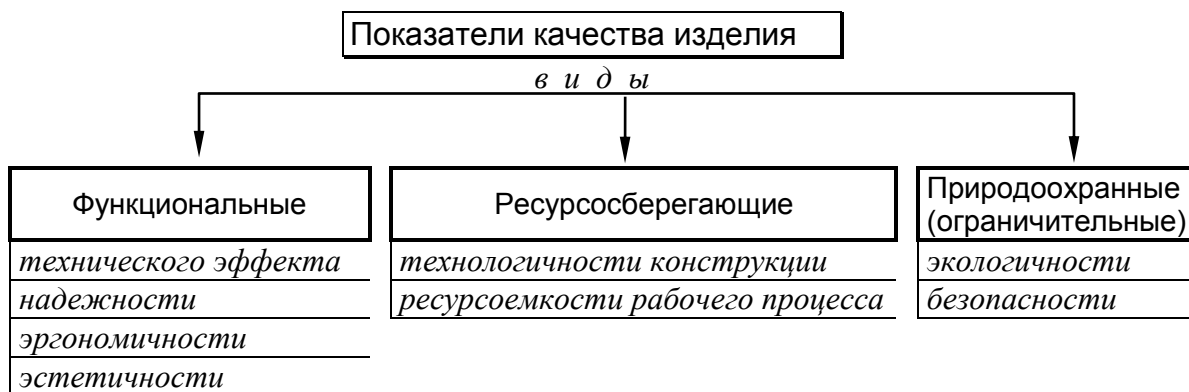 Показатели качества изделия
виды
Функциональные
технического эффекта
надежности
эргономичности
эстетичности
Ресурсосберегающие
технологичности конструкции
ресурсоемкости рабочего процесса
Природоохранные
(ограничительные)
экологичности
безопасности